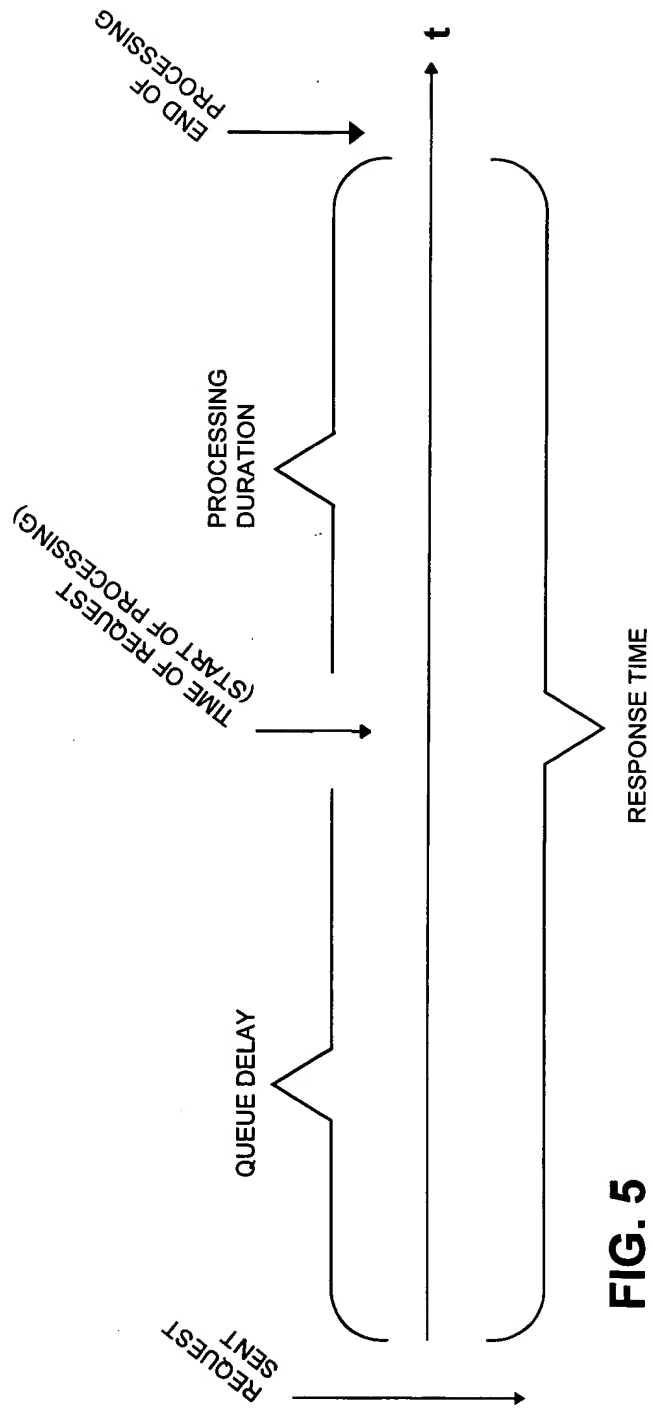 REQUEST
SENT
QUEUE DELAY
TIME OF REQUEST
(START OF PROCESSING)
PROCESSING
DURATION
END OF
PROCESSING
t
RESPONSE TIME
FIG. 5